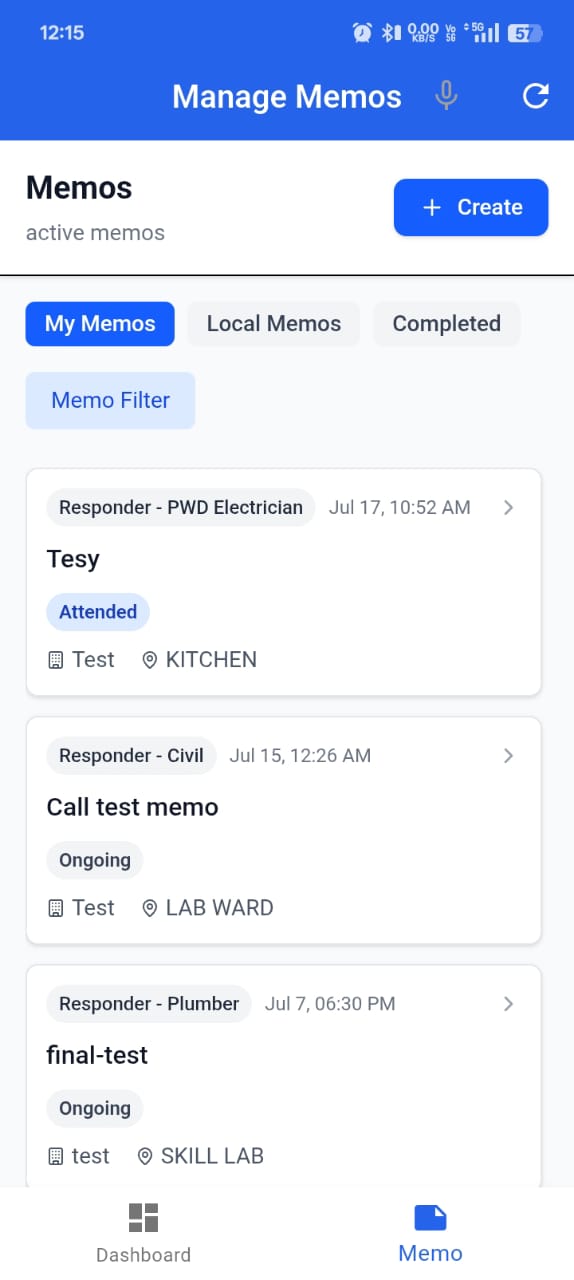 12:15 0.00 KB/S Vo 5G 5G 57
Manage Memos
Memos
active memos
+ Create
My Memos Local Memos Completed
Memo Filter
Responder - PWD Electrician Jul 17, 10:52 AM
Tesy
Attended
Test KITCHEN
Responder - Civil Jul 15, 12:26 AM
Call test memo
Ongoing
Test LAB WARD
Responder - Plumber Jul 7, 06:30 PM
final-test
Ongoing
test SKILL LAB
Dashboard Memo